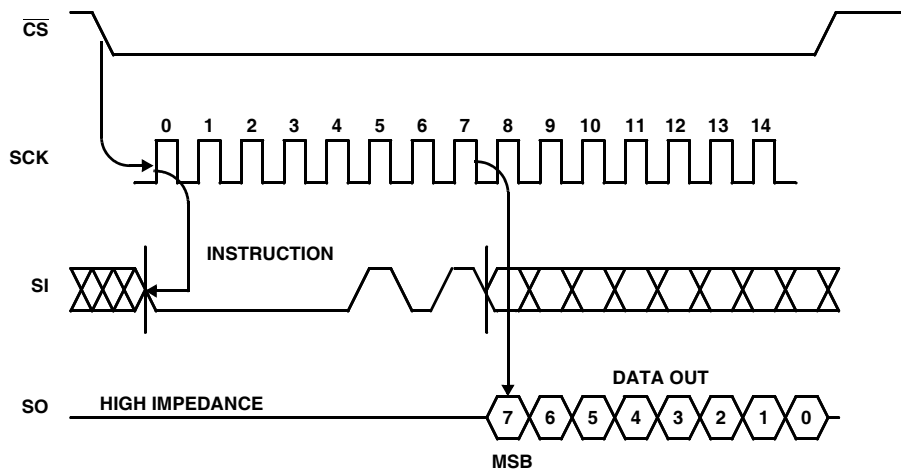 CS
0 1 2 3 4 5 6 7 8 9 10 11 12 13 14
SCK
INSTRUCTION
SI
DATA OUT
SO HIGH IMPEDANCE
7 6 5 4 3 2 1 0
MSB